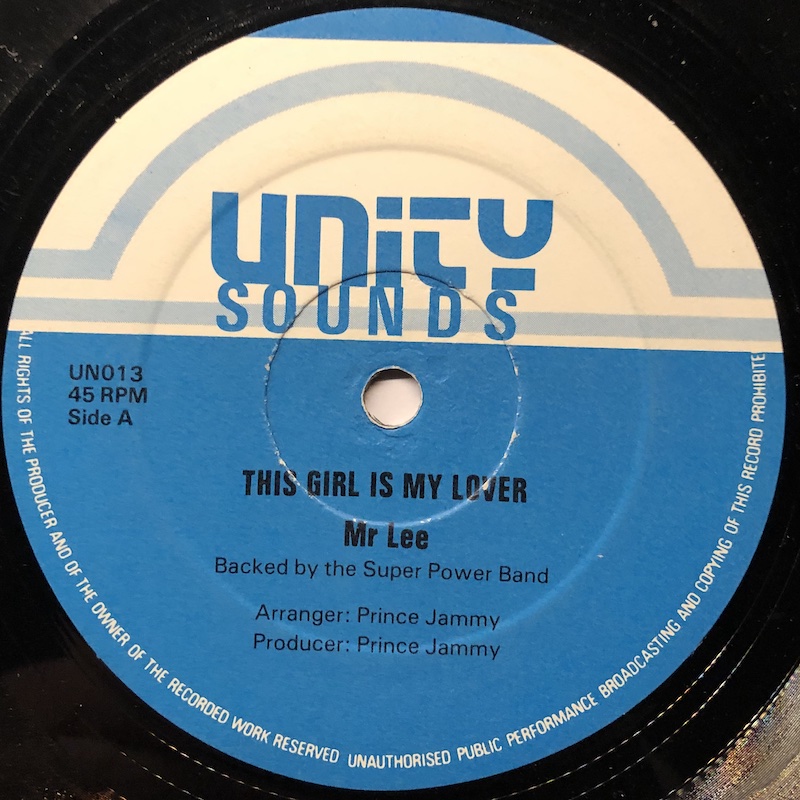 unity
SOUNDS
UN013
45 RPM
Side A
THIS GIRL IS MY LOVER
Mr Lee
Backed by the Super Power Band
Arranger: Prince Jammy
Producer: Prince Jammy
ALL RIGHTS OF THE PRODUCER AND OF THE OWNER OF THE RECORDED WORK RESERVED UNAUTHORISED PUBLIC PERFORMANCE BROADCASTING AND COPYING OF THIS RECORD PROHIBITE